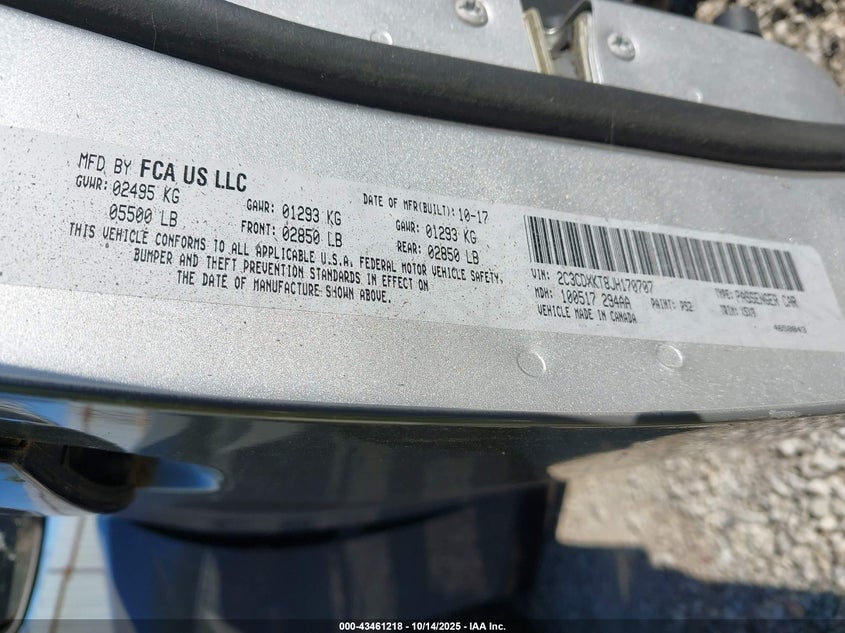 MFD BY FCA US LLC
GVWR: 02495 KG
05500 LB
GAWR: 01293 KG
FRONT: 02850 LB
DATE OF MFR(BUILT): 10-17
GAWR: 01293 KG
REAR: 02850 LB
THIS VEHICLE CONFORMS TO ALL APPLICABLE U.S.A. FEDERAL MOTOR VEHICLE SAFETY,
BUMPER AND THEFT PREVENTION STANDARDS IN EFFECT ON
THE DATE OF MANUFACTURE SHOWN ABOVE.
VIN: 2C3CDXKT8JH170707
MDH: 100517 294AA
VEHICLE MADE IN CANADA
PAINT: PS2
TYPE: PASSENGER CAR
TRIM:
4650043
000-43461218 - 10/14/2025 - IAA Inc.